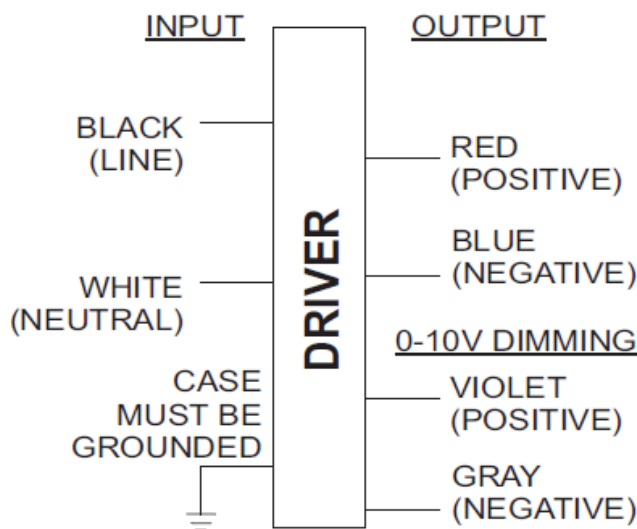 INPUT
BLACK
(LINE)
WHITE
(NEUTRAL)
CASE
MUST BE
GROUNDED
DRIVER
OUTPUT
RED
(POSITIVE)
BLUE
(NEGATIVE)
0-10V DIMMING
VIOLET
(POSITIVE)
GRAY
(NEGATIVE)